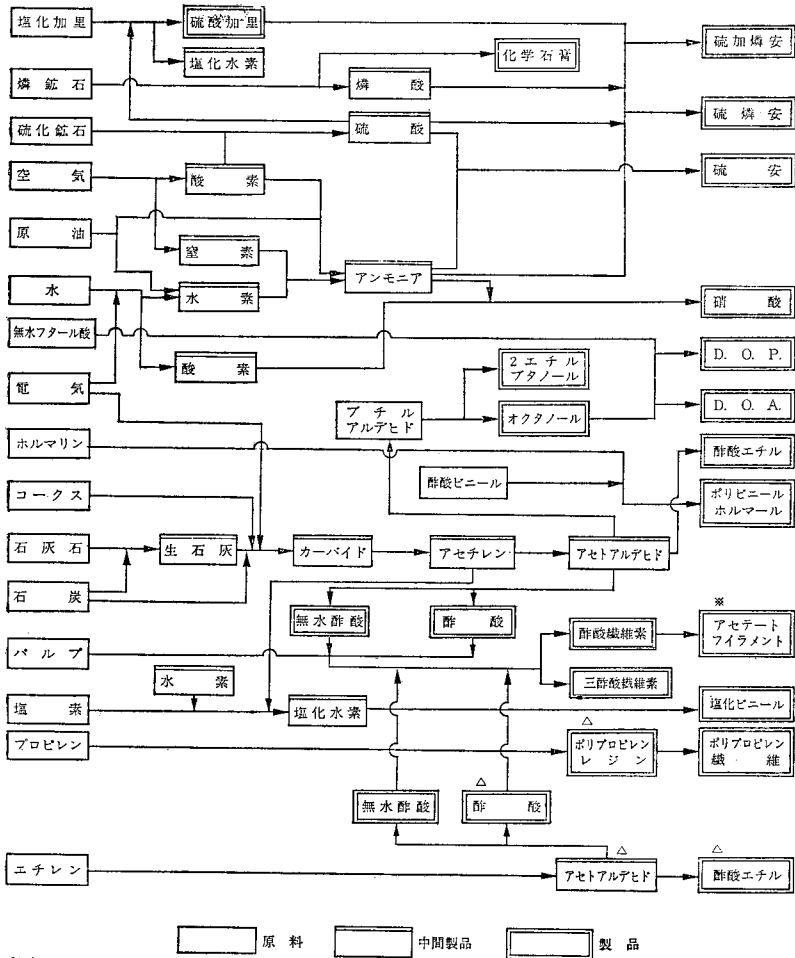 塩化加里
硫酸加里
硫加燐安
塩化水素
化学石膏
燐鉱石
燐酸
硫燐安
硫化鉱石
硫酸
硫安
空気
酸素
原油
窒素
アンモニア
水
水素
硝酸
無水フタール酸
酸素
2エチル
ブタノール
D. O. P.
電気
ブチル
アルデヒド
オクタノール
D. O. A.
ホルマリン
酢酸エチル
酢酸ビニール
コークス
ポリビニール
ホルマール
石灰石
生石灰
カーバイド
アセチレン
アセトアルデヒド
石炭
無水酢酸
酢酸
酢酸繊維素
※
アセテート
フイラメント
パルプ
水素
三酢酸繊維素
塩素
塩化水素
塩化ビニール
プロピレン
△
ポリプロピレン
レジン
ポリプロピレン
繊維
無水酢酸
△
酢酸
エチレン
△
アセトアルデヒド
△
酢酸エチル
原料
中間製品
製品